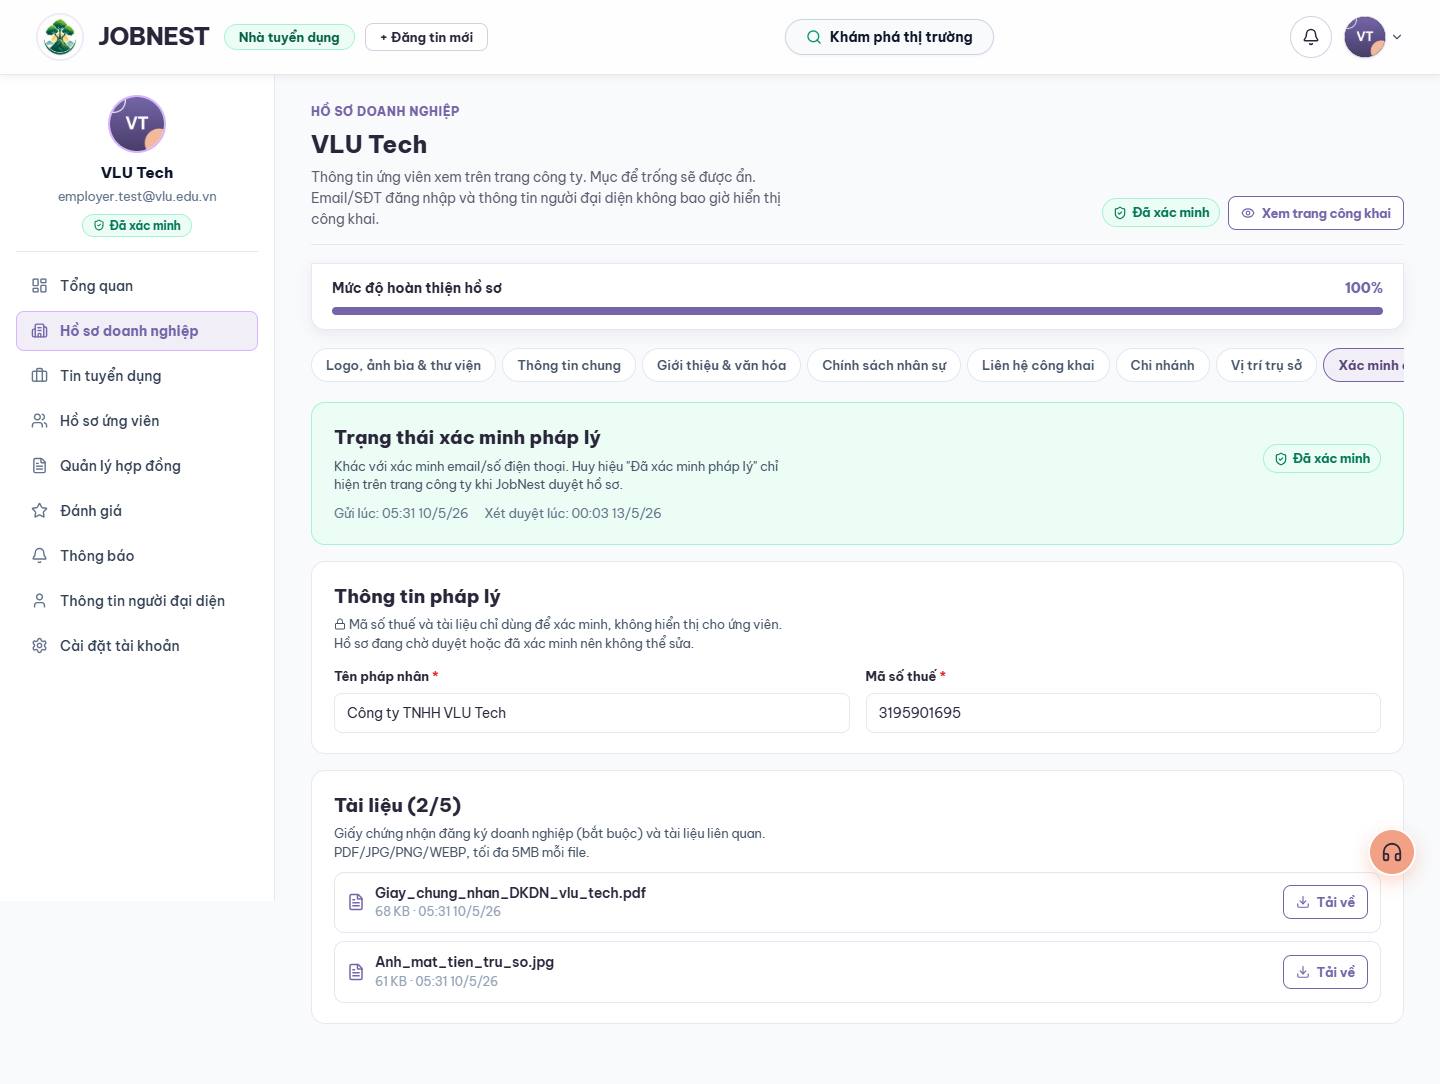 JOBNEST
Nhà tuyển dụng
+ Đăng tin mới
Khám phá thị trường
VT
VT
VLU Tech
employer.test@vlu.edu.vn
Đã xác minh
Tổng quan
Hồ sơ doanh nghiệp
Tin tuyển dụng
Hồ sơ ứng viên
Quản lý hợp đồng
Đánh giá
Thông báo
Thông tin người đại diện
Cài đặt tài khoản
HỒ SƠ DOANH NGHIỆP
VLU Tech
Thông tin ứng viên xem trên trang công ty. Mục để trống sẽ được ẩn.
Email/SĐT đăng nhập và thông tin người đại diện không bao giờ hiển thị
công khai.
Đã xác minh
Xem trang công khai
Mức độ hoàn thiện hồ sơ
100%
Logo, ảnh bìa & thư viện
Thông tin chung
Giới thiệu & văn hóa
Chính sách nhân sự
Liên hệ công khai
Chi nhánh
Vị trí trụ sở
Xác minh
Trạng thái xác minh pháp lý
Khác với xác minh email/số điện thoại. Huy hiệu "Đã xác minh pháp lý" chỉ
hiện trên trang công ty khi JobNest duyệt hồ sơ.
Gửi lúc: 05:31 10/5/26
Xét duyệt lúc: 00:03 13/5/26
Đã xác minh
Thông tin pháp lý
Mã số thuế và tài liệu chỉ dùng để xác minh, không hiển thị cho ứng viên.
Hồ sơ đang chờ duyệt hoặc đã xác minh nên không thể sửa.
Tên pháp nhân *
Mã số thuế *
Công ty TNHH VLU Tech
3195901695
Tài liệu (2/5)
Giấy chứng nhận đăng ký doanh nghiệp (bắt buộc) và tài liệu liên quan.
PDF/JPG/PNG/WEBP, tối đa 5MB mỗi file.
Giay_chung_nhan_DKDN_vlu_tech.pdf
68 KB · 05:31 10/5/26
Tải về
Anh_mat_tien_tru_so.jpg
61 KB · 05:31 10/5/26
Tải về